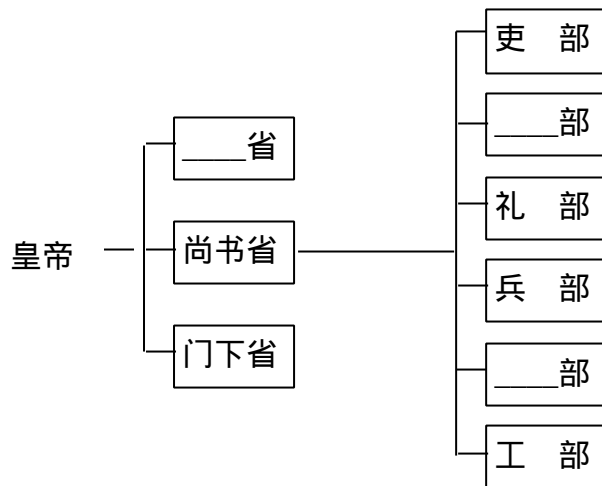 皇帝
____省
尚书省
门下省
吏 部
____部
礼 部
兵 部
____部
工 部